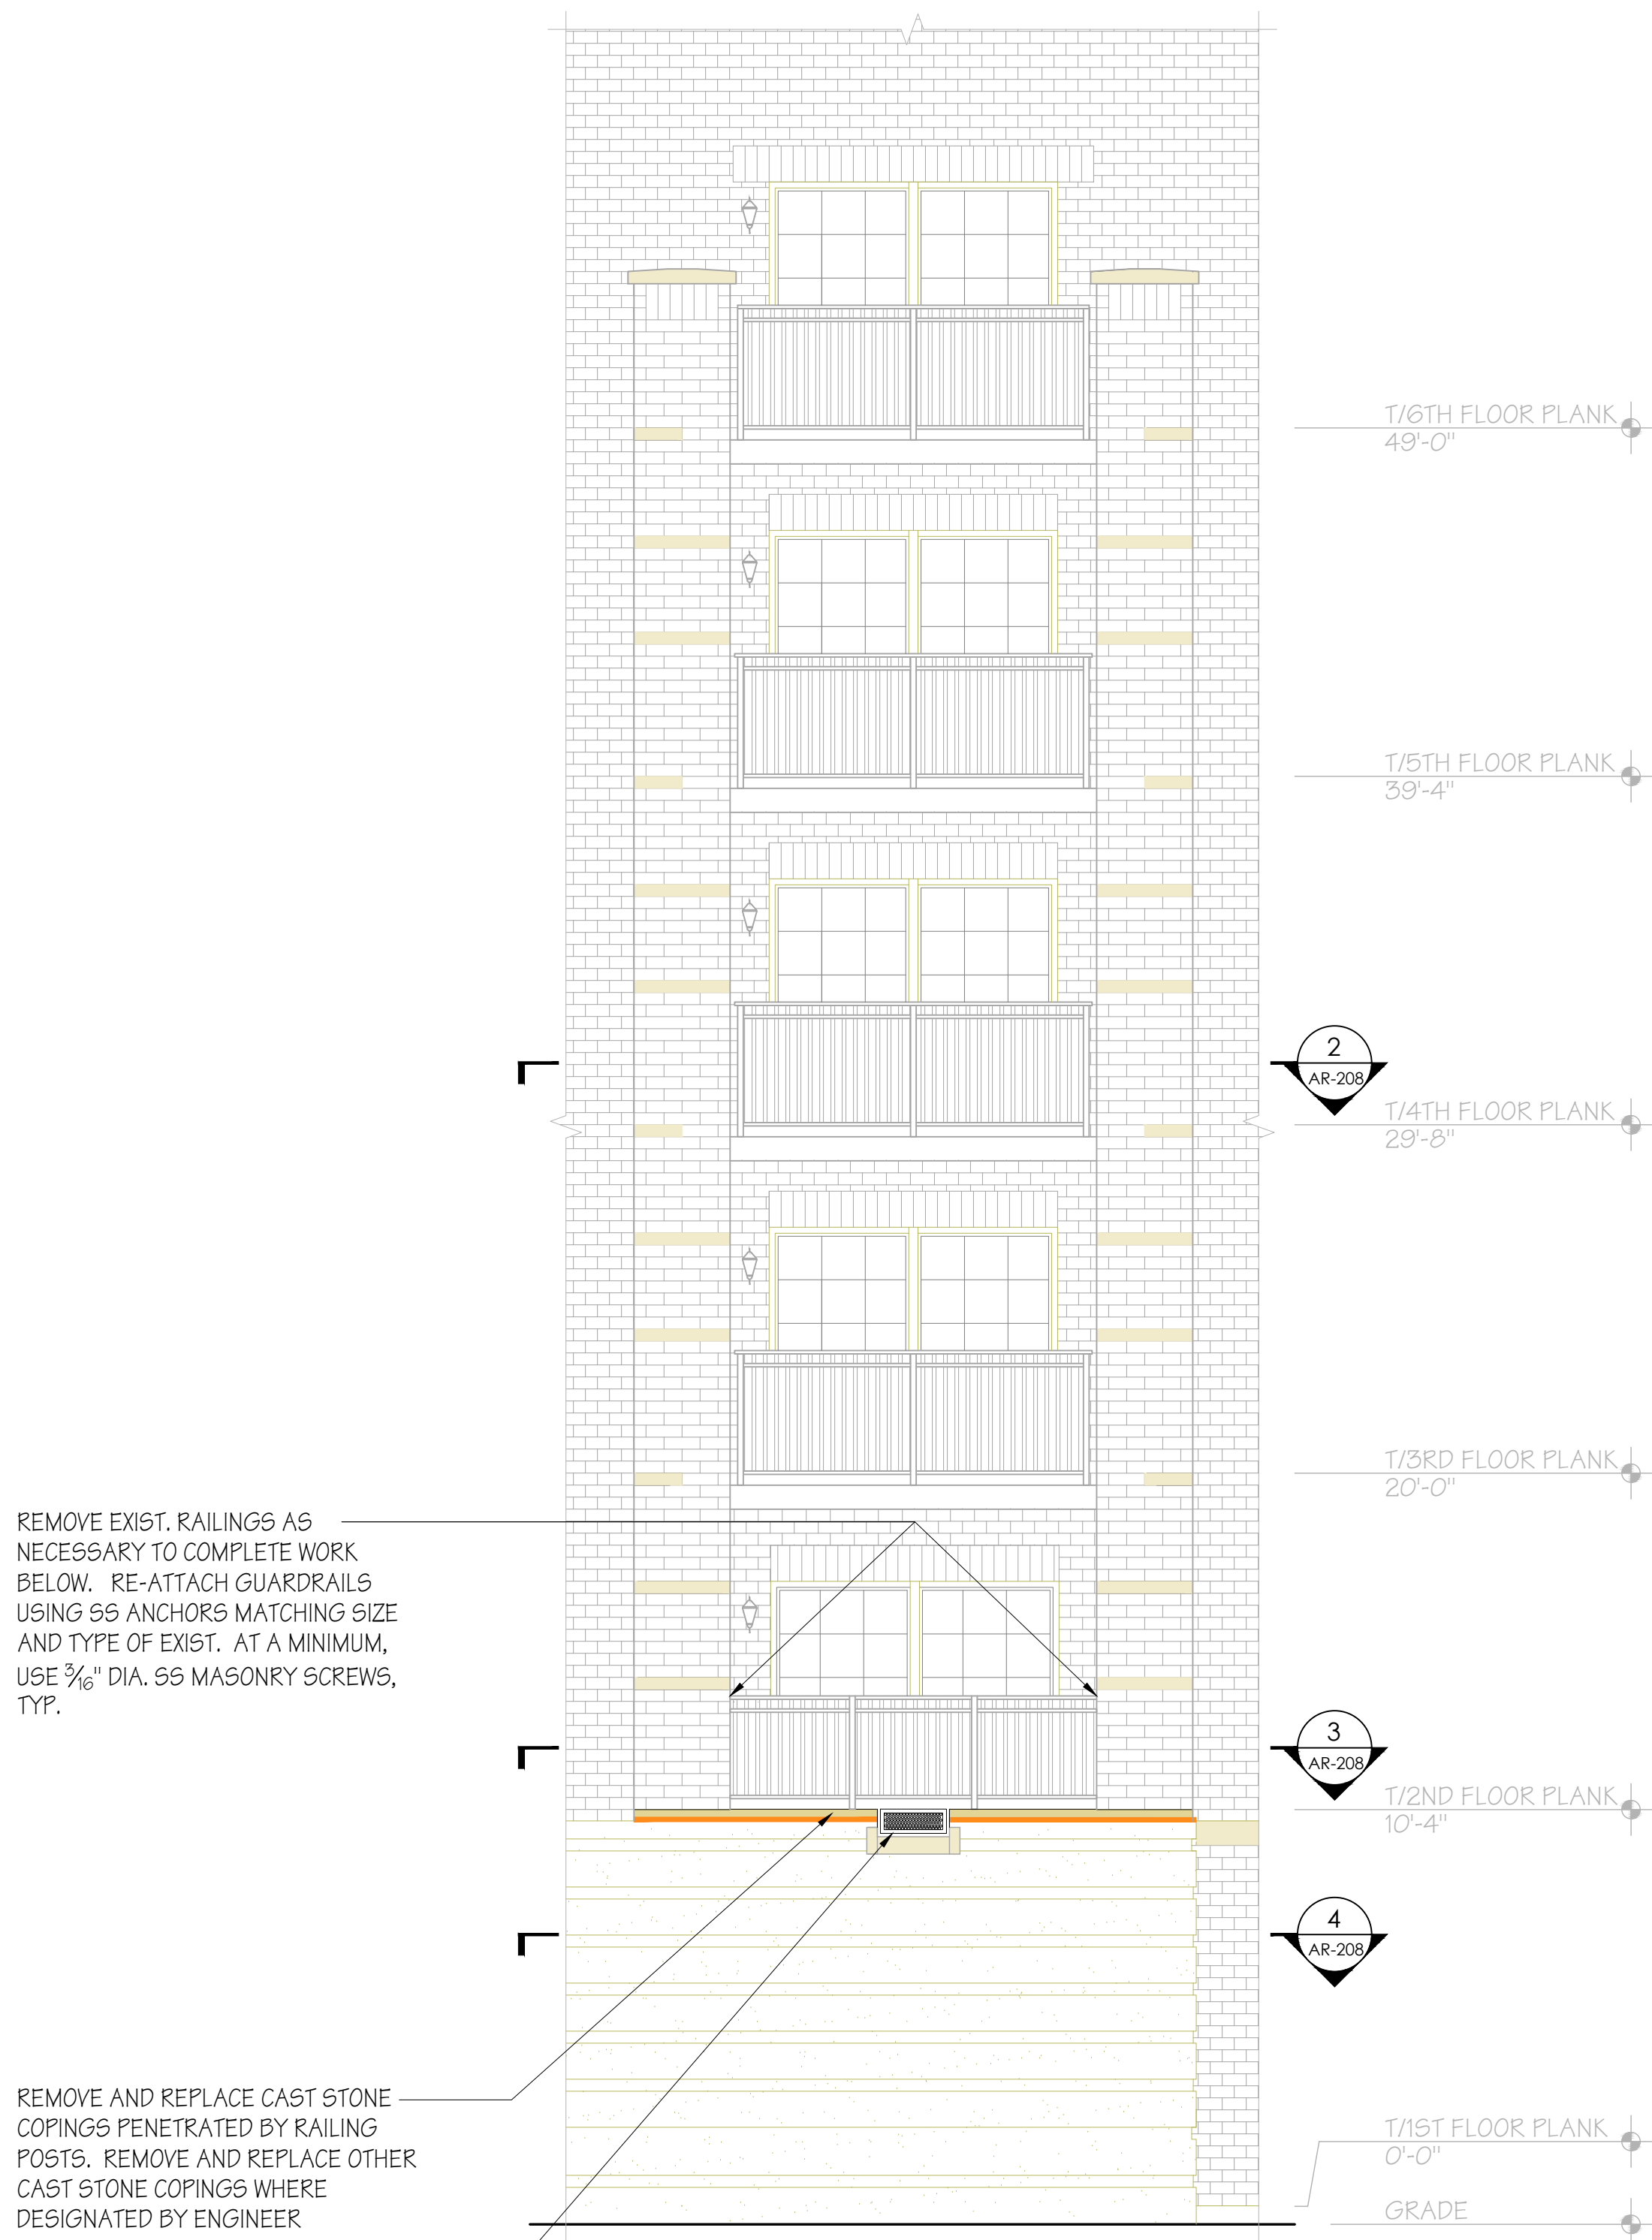 T/6TH FLOOR PLANK
49'-0"
T/5TH FLOOR PLANK
39'-4"
2
AR-208
T/4TH FLOOR PLANK
29'-8"
T/3RD FLOOR PLANK
20'-0"
REMOVE EXIST. RAILINGS AS
NECESSARY TO COMPLETE WORK
BELOW. RE-ATTACH GUARDRAILS
USING SS ANCHORS MATCHING SIZE
AND TYPE OF EXIST. AT A MINIMUM,
USE 3/16" DIA. SS MASONRY SCREWS,
TYP.
3
AR-208
T/2ND FLOOR PLANK
10'-4"
4
AR-208
REMOVE AND REPLACE CAST STONE
COPINGS PENETRATED BY RAILING
POSTS. REMOVE AND REPLACE OTHER
CAST STONE COPINGS WHERE
DESIGNATED BY ENGINEER
T/1ST FLOOR PLANK
0'-0"
GRADE